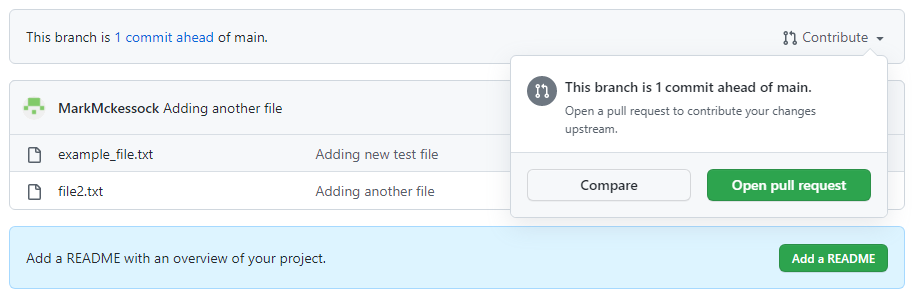 This branch is 1 commit ahead of main.
Contribute
This branch is 1 commit ahead of main.
Open a pull request to contribute your changes
upstream.
Compare
Open pull request
MarkMckessock Adding another file
example_file.txt
Adding new test file
file2.txt
Adding another file
Add a README with an overview of your project.
Add a README